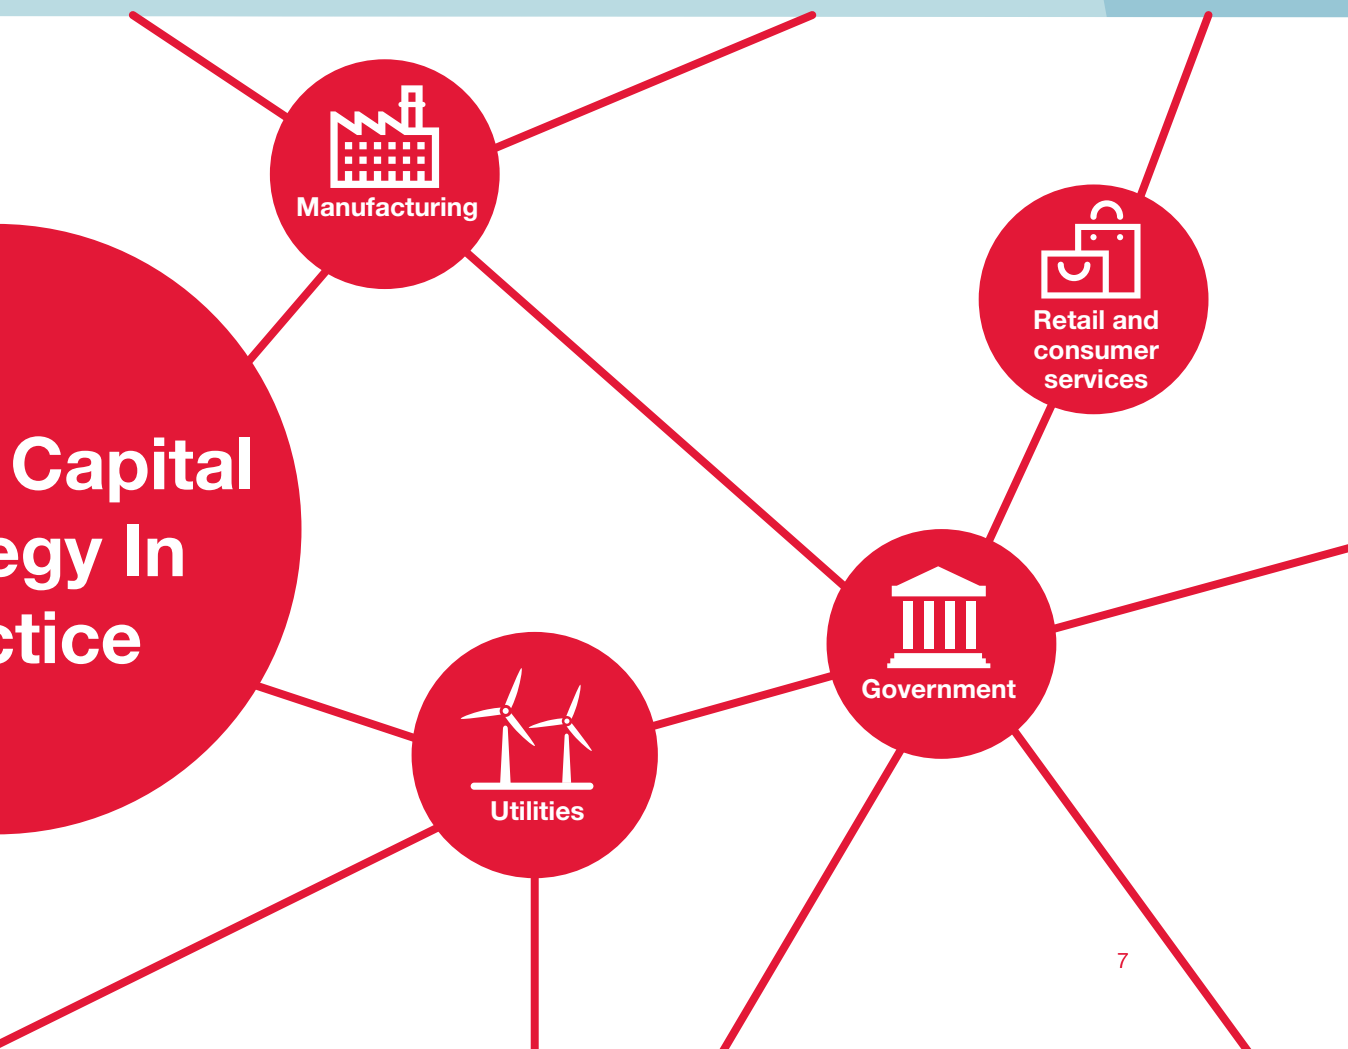 Manufacturing
Retail and
consumer
services
Capital
egy In
ctice
Government
Utilities
7